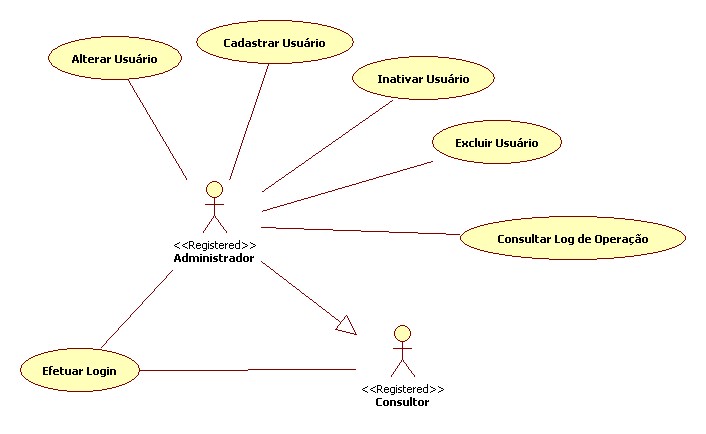 Cadastrar Usuário
Alterar Usuário
Inativar Usuário
Excluir Usuário
<<Registered>>
Administrador
Consultar Log de Operação
Efetuar Login
<<Registered>>
Consultor